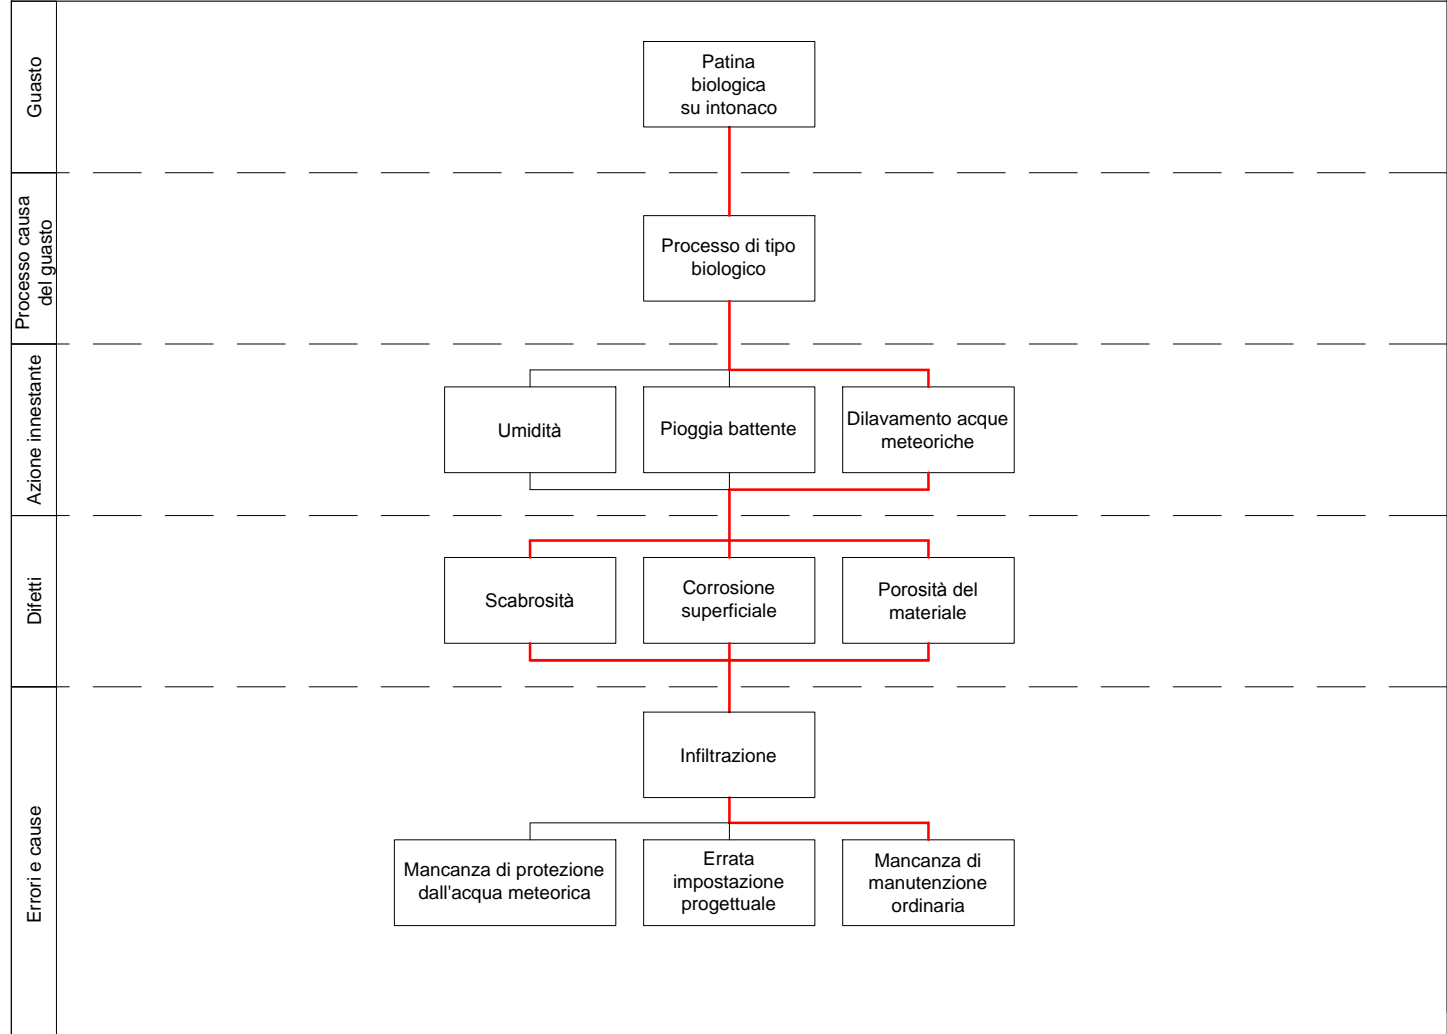 Guasto
Patina
biologica
su intonaco
Processo causa
del guasto
Processo di tipo
biologico
Azione innestante
Umidità
Pioggia battente
Dilavamento acque
meteoriche
Difetti
Scabrosità
Corrosione
superficiale
Porosità del
materiale
Errori e cause
Infiltrazione
Mancanza di protezione
dall'acqua meteorica
Errata
impostazione
progettuale
Mancanza di
manutenzione
ordinaria